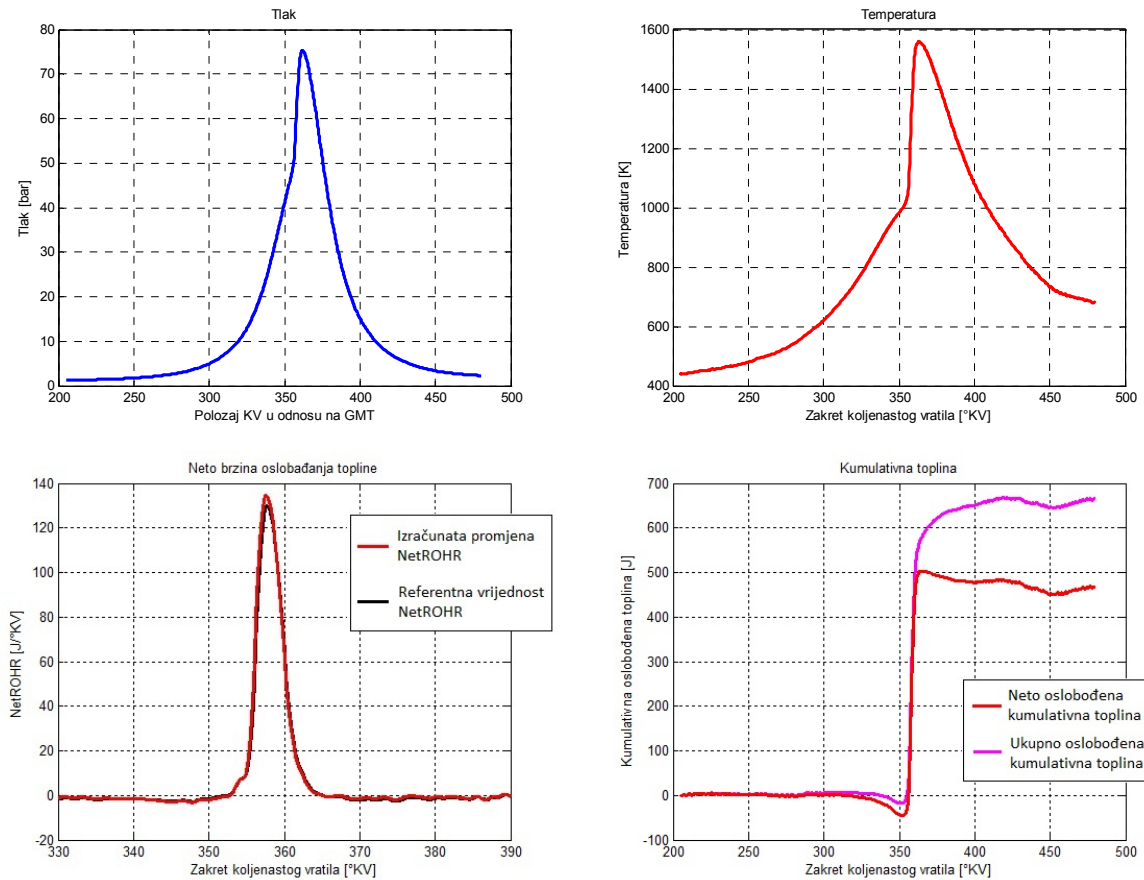 Tlak
80
70
60
50
40
30
20
10
0
Tlak [bar]
200 250 300 350 400 450 500
Polozaj KV u odnosu na GMT
Temperatura
1600
1400
1200
1000
800
600
400
Temperatura [K]
200 250 300 350 400 450 500
Zakret koljenastog vratila [°KV]
Neto brzina oslobađanja topline
140
120
100
80
60
40
20
0
-20
NetROHR [J/°KV]
Izračunata promjena
NetROHR
Referentna vrijednost
NetROHR
330 340 350 360 370 380 390
Zakret koljenastog vratila [°KV]
Kumulativna toplina
700
600
500
400
300
200
100
0
-100
Kumulativna oslobođena toplina [J]
Neto oslobođena
kumulativna toplina
Ukupno oslobođena
kumulativna toplina
200 250 300 350 400 450 500
Zakret koljenastog vratila [°KV]